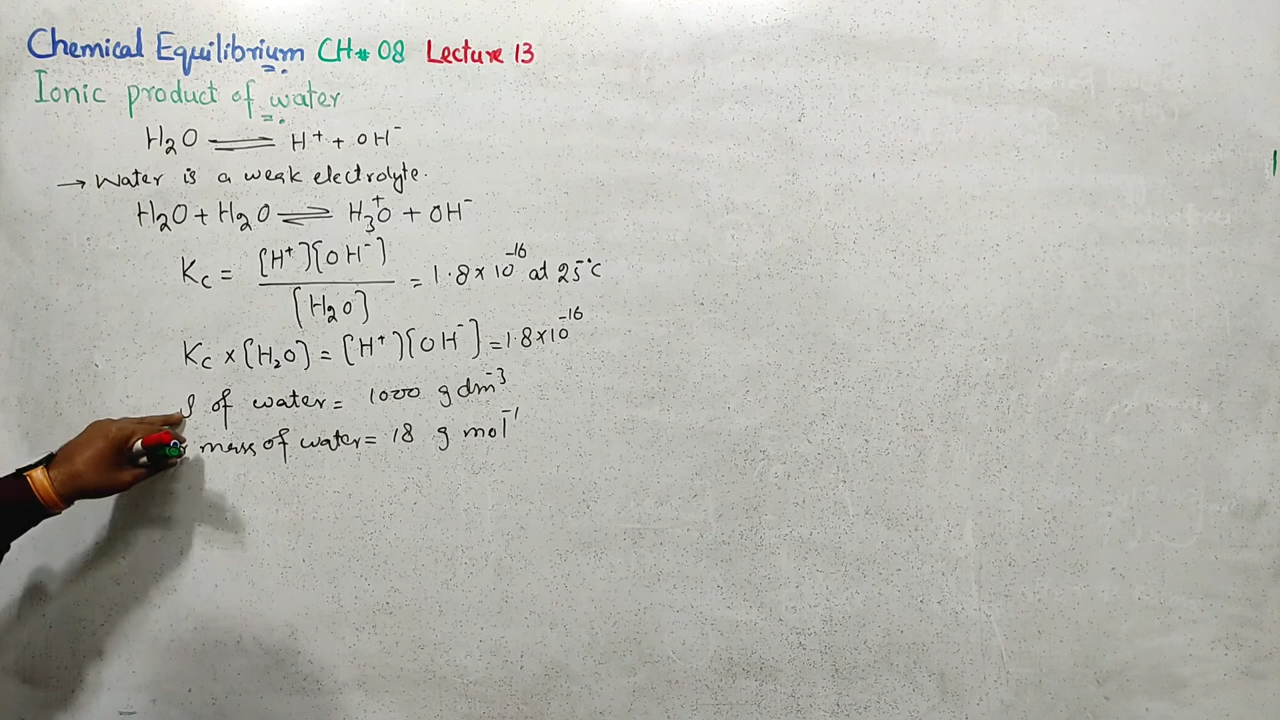 Chemical Equilibrium CH# 08 Lecture 13
Ionic product of water
H₂O ⇌ H⁺ + OH⁻
→ Water is a weak electrolyte.
H₂O + H₂O ⇌ H₃O⁺ + OH⁻
Kc = [H⁺][OH⁻] / [H₂O] = 1.8 × 10⁻¹⁶ at 25°C
Kc × [H₂O] = [H⁺][OH⁻] = 1.8×10⁻¹⁶
ρ of water = 1000 g dm⁻³
mass of water = 18 g mol⁻¹